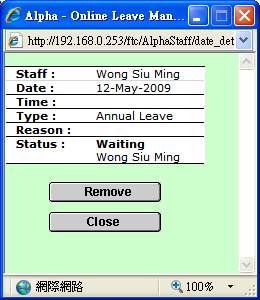 Alpha - Online Leave Man...
http://192.168.0.253/ftc/AlphaStaff/date_det
Staff : Wong Siu Ming
Date : 12-May-2009
Time :
Type : Annual Leave
Reason :
Status : Waiting
Wong Siu Ming
Remove
Close
網際網路 100%